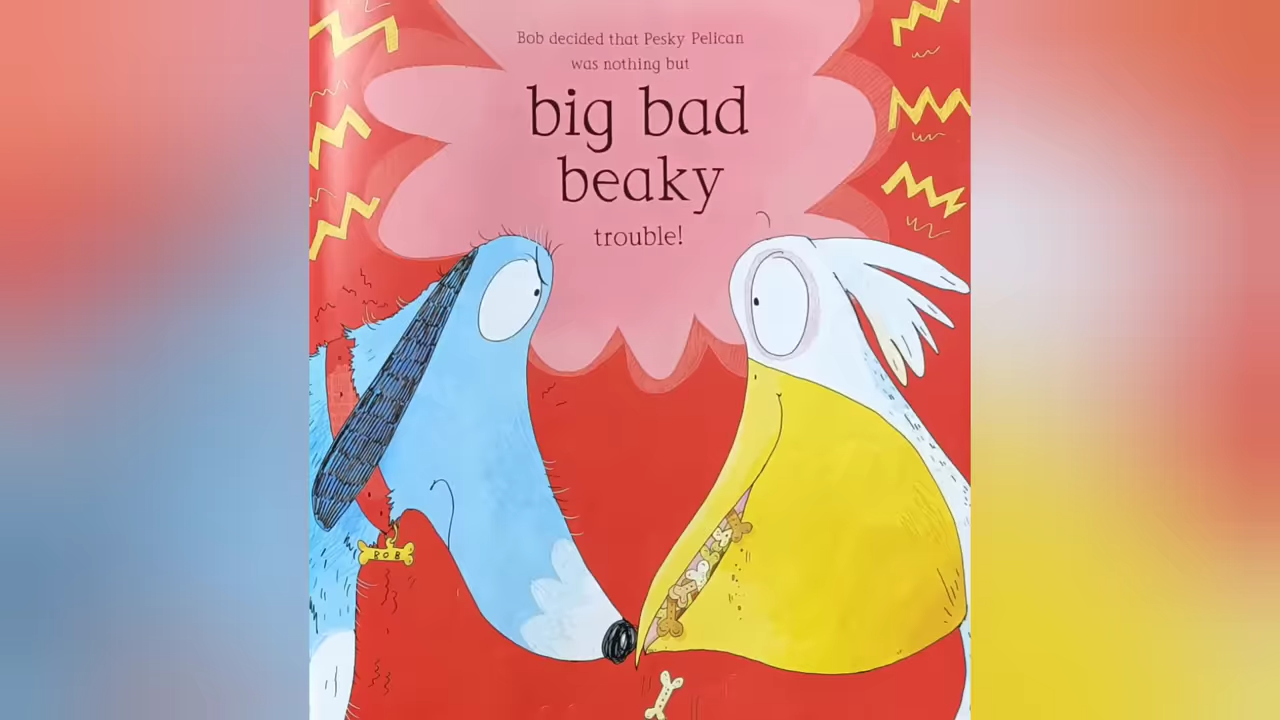 Bob decided that Pesky Pelican
was nothing but
big bad
beaky
trouble!
BOB